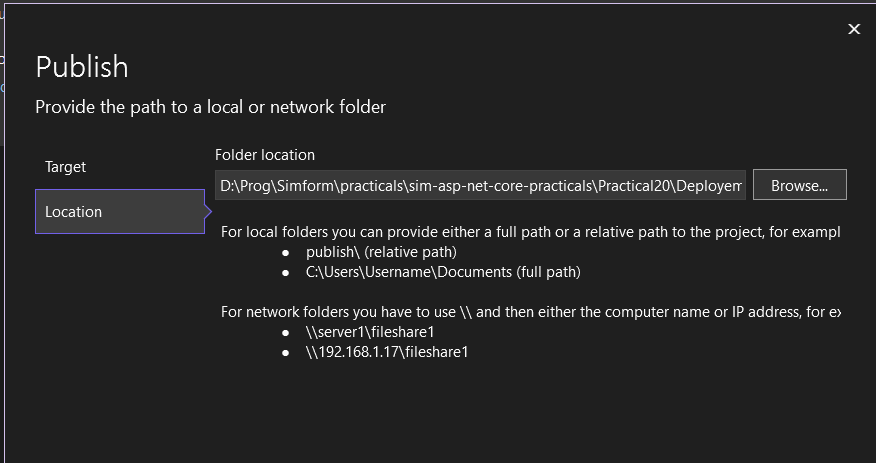 Publish
Provide the path to a local or network folder
Target
Location
Folder location
D:\Prog\Simform\practicals\sim-asp-net-core-practicals\Practical20\Deployem
Browse...
For local folders you can provide either a full path or a relative path to the project, for exampl
● publish\ (relative path)
● C:\Users\Username\Documents (full path)
For network folders you have to use \\ and then either the computer name or IP address, for ex
● \\server1\fileshare1
● \\192.168.1.17\fileshare1